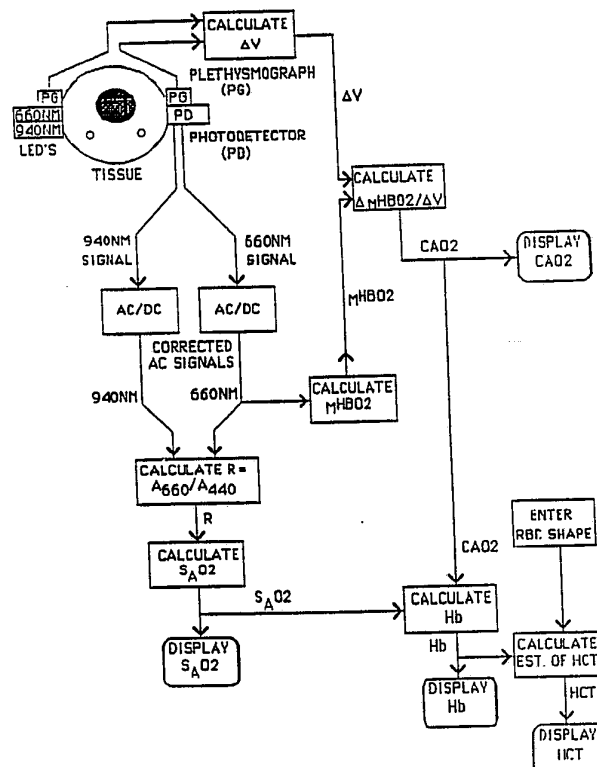 CALCULATE
ΔV
PLETHYSMOGRAPH
(PG)
PG
660NM
940NM
LED'S
PG
PD
PHOTODETECTOR
(PD)
TISSUE
ΔV
CALCULATE
ΔMHBO2/ΔV
CAO2
DISPLAY
CAO2
940NM
SIGNAL
660NM
SIGNAL
MHBO2
AC/DC
AC/DC
CORRECTED
AC SIGNALS
940NM
660NM
CALCULATE
MHBO2
CALCULATE R=
A660/A440
R
CALCULATE
SAO2
SAO2
DISPLAY
SAO2
CAO2
ENTER
RBC SHAPE
CALCULATE
Hb
Hb
DISPLAY
Hb
CALCULATE
EST. OF HCT
HCT
DISPLAY
HCT